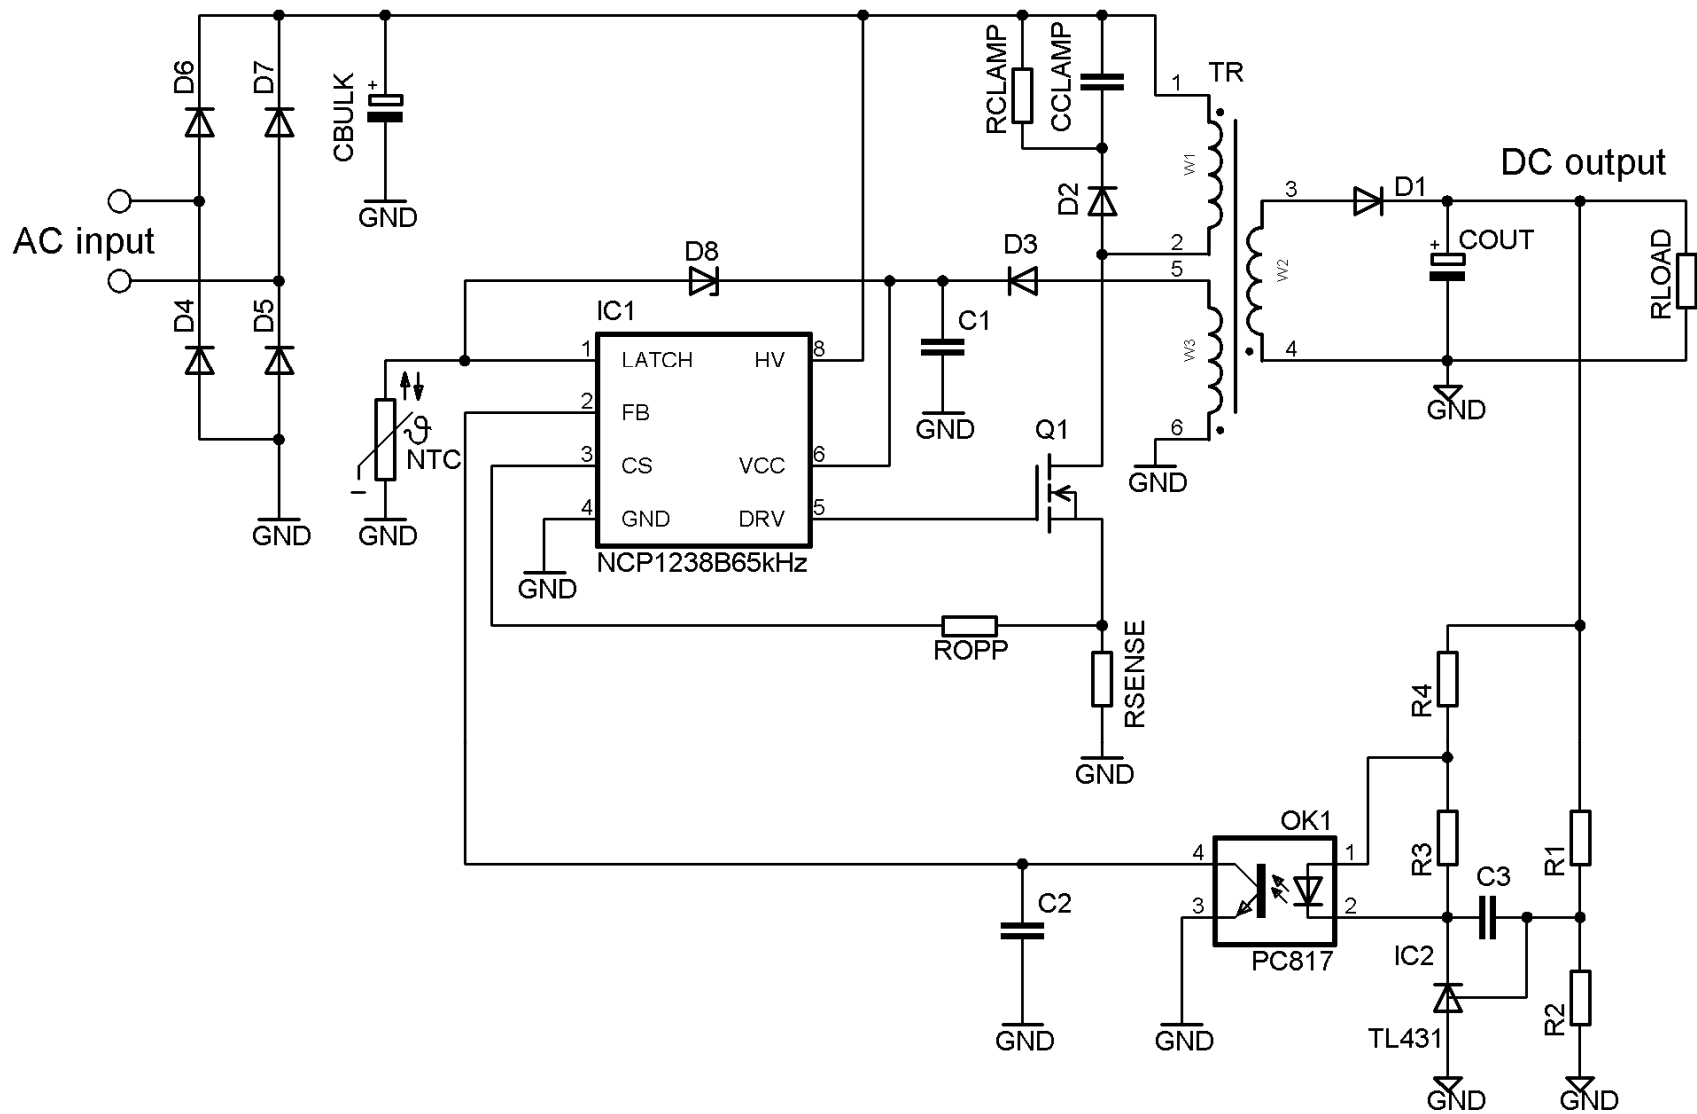 D6
D7
CBULK
+
GND
RCLAMP
CCLAMP
1
TR
W1
D2
2
3
D1
DC output
COUT
+
RLOAD
W2
4
GND
AC input
D4
D5
GND
D8
D3
5
C1
GND
W3
6
GND
IC1
1
LATCH
HV
8
2
FB
3
CS
VCC
6
4
GND
DRV
5
NCP1238B65kHz
GND
ϑ
NTC
GND
Q1
ROPP
RSENSE
GND
R4
R3
R1
OK1
4
1
3
2
PC817
C3
C2
GND
GND
IC2
TL431
GND
R2
GND